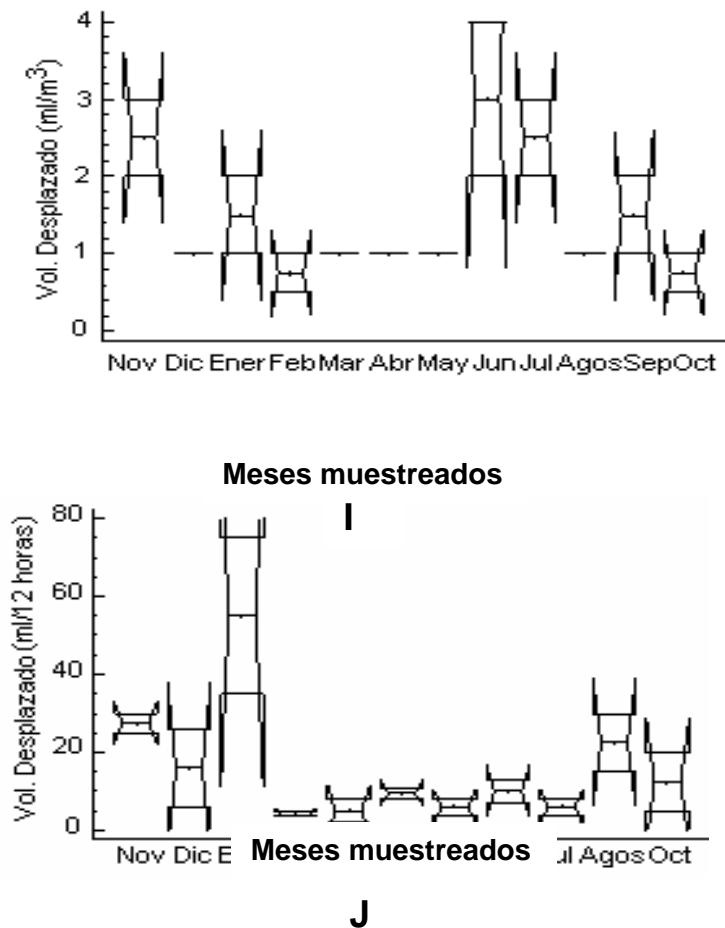 Vol. Desplazado (ml/m³)
4
3
2
1
0
Nov Dic Ener Feb Mar Abr May Jun Jul Agos Sep Oct
Meses muestreados
I
Vol. Desplazado (ml/12 horas)
80
60
40
20
0
Nov Dic E Meses muestreados ul Agos Oct
J